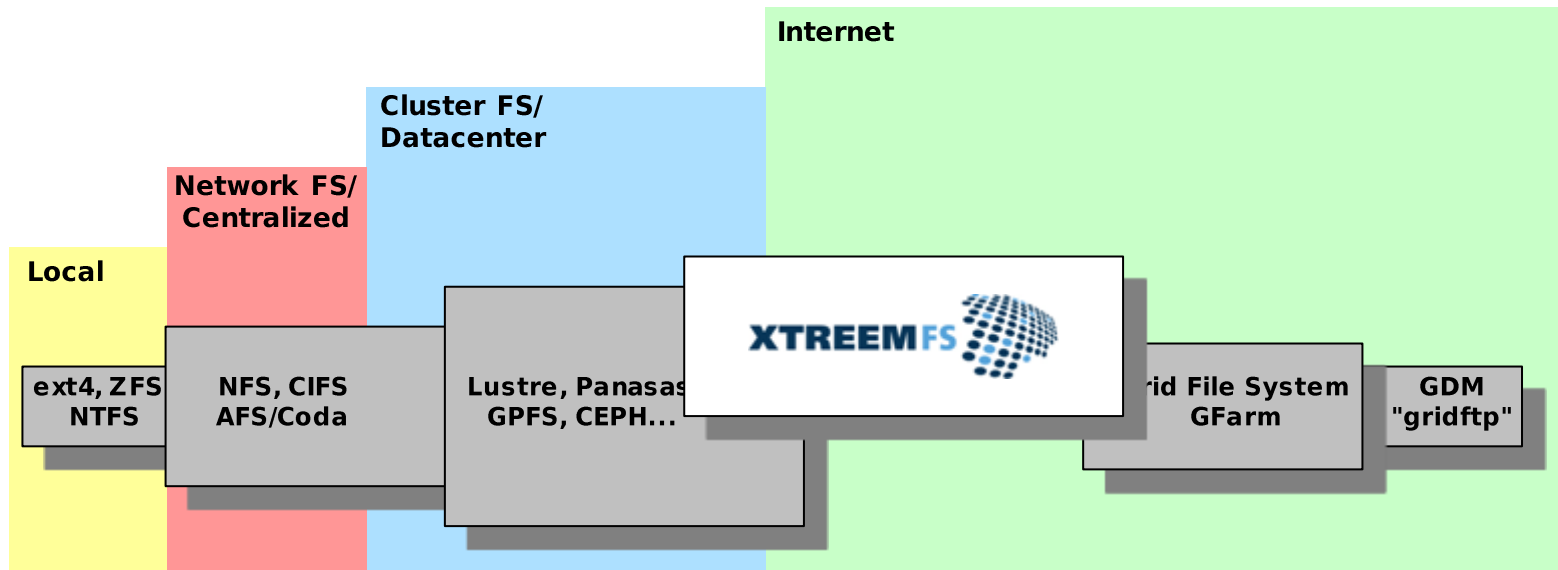 Internet
Cluster FS/
Datacenter
Network FS/
Centralized
Local
XTREEMFS
ext4, ZFS
NTFS
NFS, CIFS
AFS/Coda
Lustre, Panasas
GPFS, CEPH...
File System
GFarm
GDM
"gridftp"